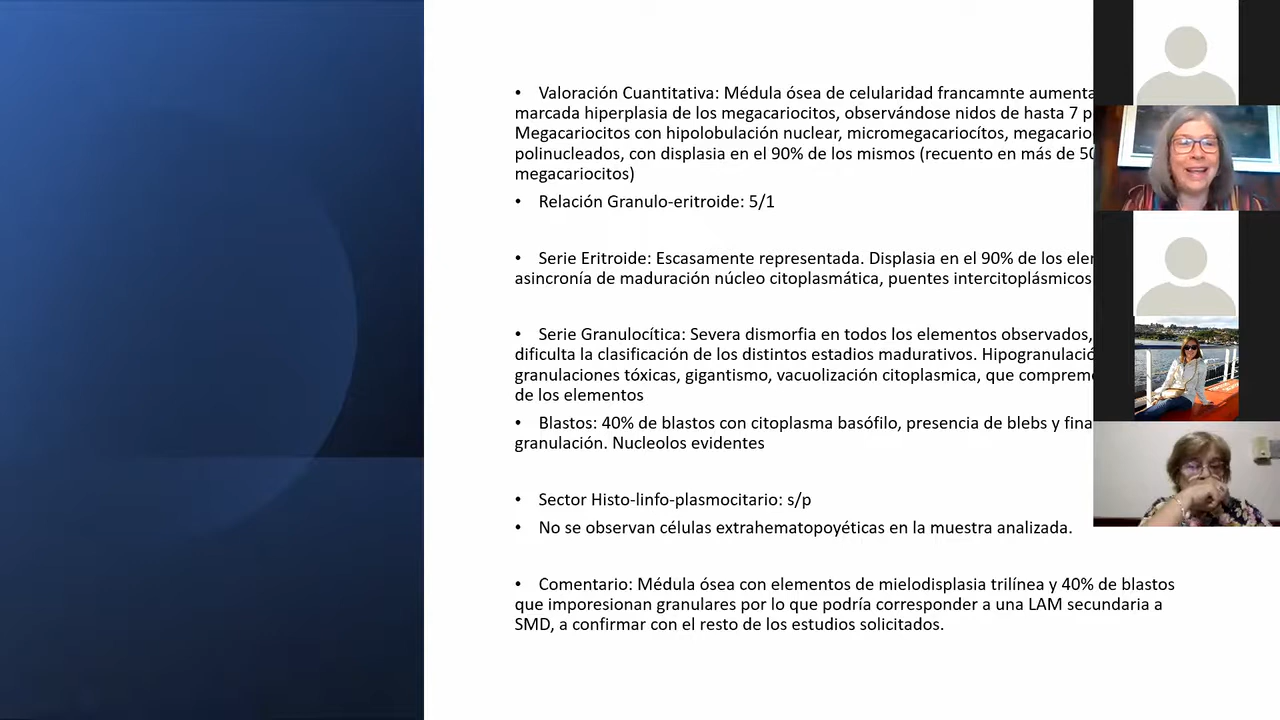 • Valoración Cuantitativa: Médula ósea de celularidad francamnte
marcada hiperplasia de los megacariocitos, observándose nidos de hasta 7
Megacariocitos con hipolobulación nuclear, micromegacariocítos,
polinucleados, con displasia en el 90% de los mismos (recuento en más de
megacariocitos)
• Relación Granulo-eritroide: 5/1
• Serie Eritroide: Escasamente representada. Displasia en el 90% de los
asincronía de maduración núcleo citoplasmática, puentes intercitoplásmicos
• Serie Granulocítica: Severa dismorfia en todos los elementos observados,
dificulta la clasificación de los distintos estadios madurativos.
granulaciones tóxicas, gigantismo, vacuolización citoplasmica, que
de los elementos
• Blastos: 40% de blastos con citoplasma basófilo, presencia de blebs y fina
granulación. Nucleolos evidentes
• Sector Histo-linfo-plasmocitario: s/p
• No se observan células extrahematopoyéticas en la muestra analizada.
• Comentario: Médula ósea con elementos de mielodisplasia trilínea y 40% de blastos
que imporesionan granulares por lo que podría corresponder a una LAM secundaria a
SMD, a confirmar con el resto de los estudios solicitados.